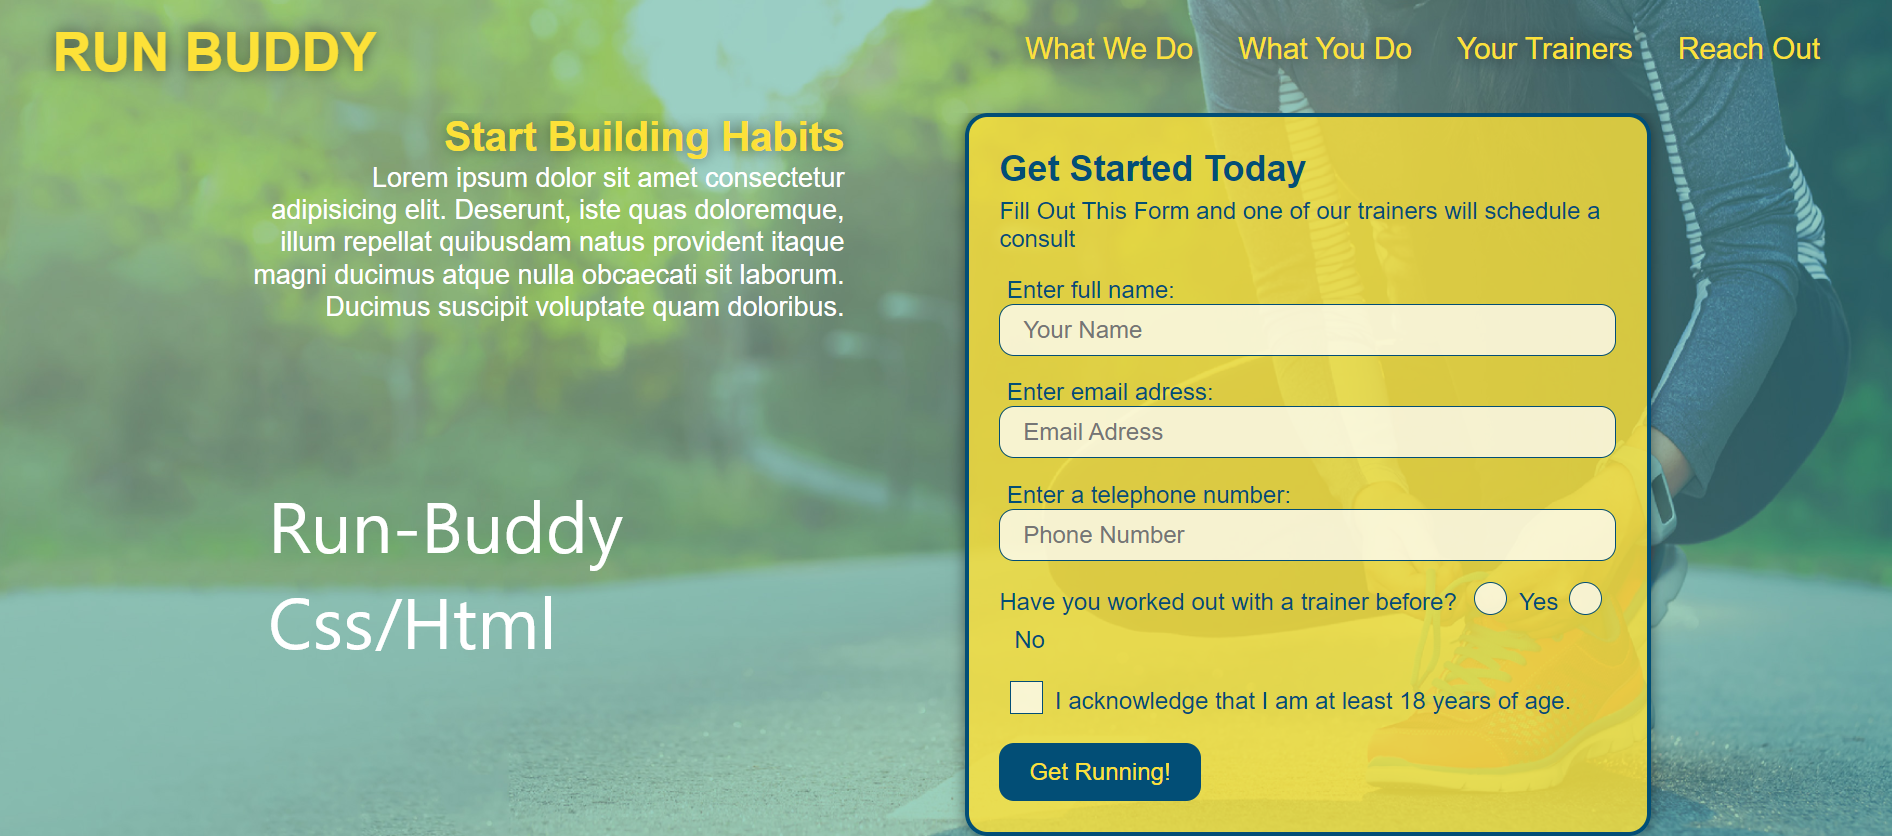 RUN BUDDY
What We Do What You Do Your Trainers Reach Out
Start Building Habits
Lorem ipsum dolor sit amet consectetur
adipisicing elit. Deserunt, iste quas doloremque,
illum repellat quibusdam natus provident itaque
magni ducimus atque nulla obcaecati sit laborum.
Ducimus suscipit voluptate quam doloribus.
Run-Buddy
Css/Html
Get Started Today
Fill Out This Form and one of our trainers will schedule a
consult
Enter full name:
Your Name
Enter email adress:
Email Adress
Enter a telephone number:
Phone Number
Have you worked out with a trainer before? Yes
No
I acknowledge that I am at least 18 years of age.
Get Running!